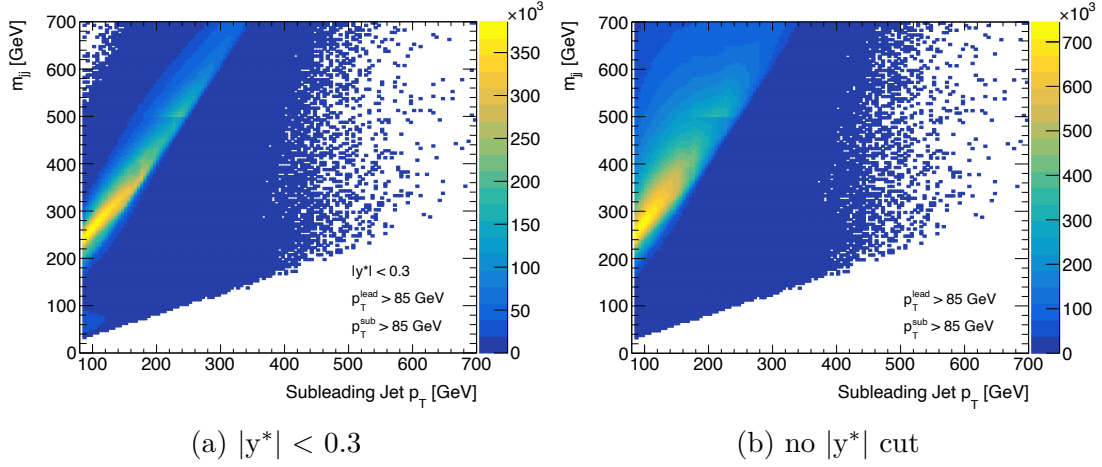 ×10³
m_jj [GeV]
700
600
500
400
300
200
100
0
|y*| < 0.3
p_T^lead > 85 GeV
p_T^sub > 85 GeV
100 200 300 400 500 600 700
Subleading Jet p_T [GeV]
350
300
250
200
150
100
50
0
(a) |y*| < 0.3
×10³
m_jj [GeV]
700
600
500
400
300
200
100
0
p_T^lead > 85 GeV
p_T^sub > 85 GeV
100 200 300 400 500 600 700
Subleading Jet p_T [GeV]
700
600
500
400
300
200
100
0
(b) no |y*| cut